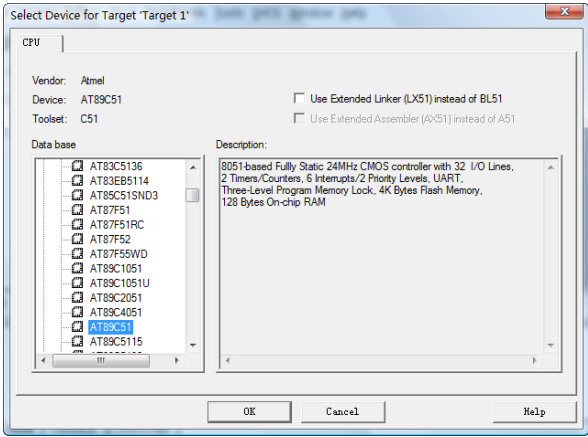 Select Device for Target 'Target 1'
CPU
Vendor: Atmel
Device: AT89C51
Toolset: C51
Use Extended Linker (LX51) instead of BL51
Use Extended Assembler (AX51) instead of A51
Data base
Description:
AT83C5136
AT83EB5114
AT85C51SND3
AT87F51
AT87F51RC
AT87F52
AT87F55WD
AT89C1051
AT89C1051U
AT89C2051
AT89C4051
AT89C51
AT89C5115
8051-based Fullly Static 24MHz CMOS controller with 32 I/O Lines,
2 Timers/Counters, 6 Interrupts/2 Priority Levels, UART,
Three-Level Program Memory Lock, 4K Bytes Flash Memory,
128 Bytes On-chip RAM
OK
Cancel
Help